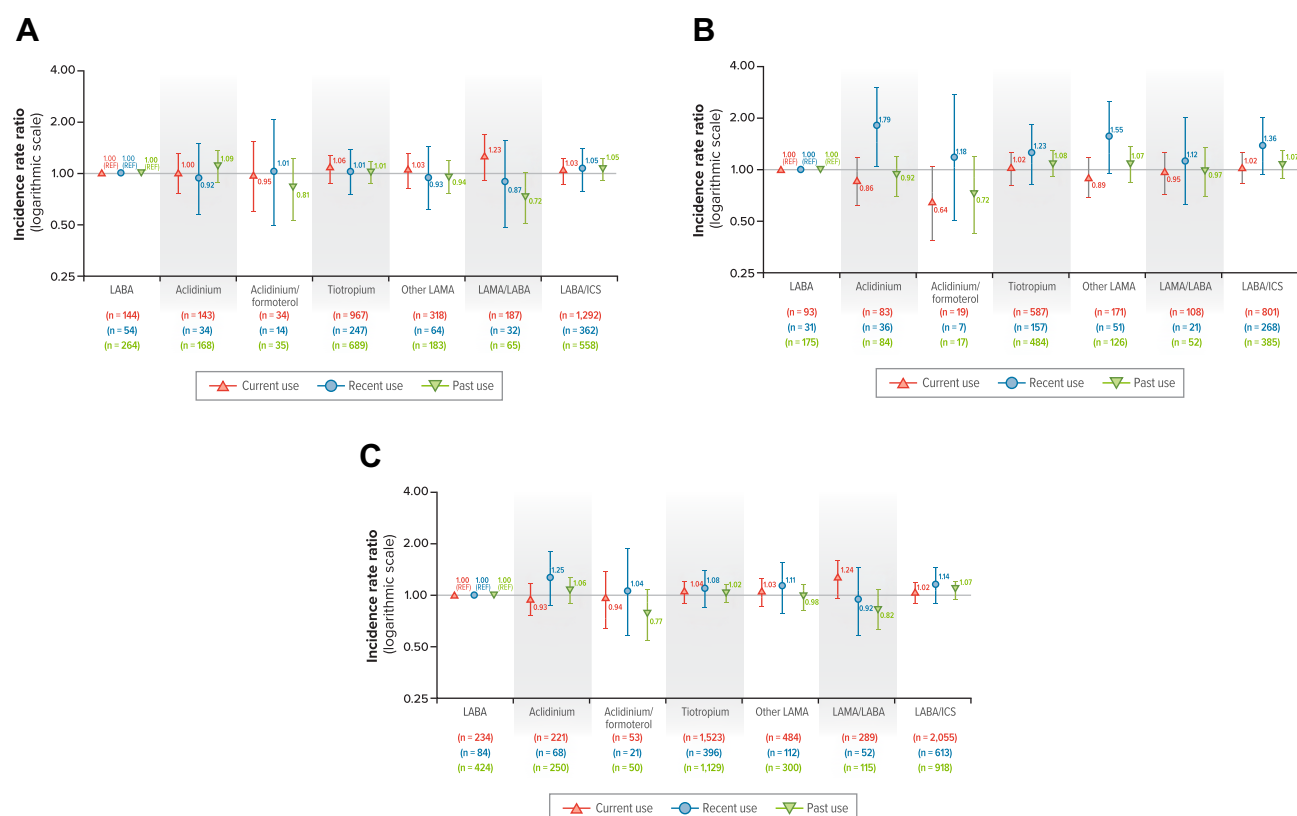 A
Incidence rate ratio
(logarithmic scale)
4.00
2.00
1.00
0.50
0.25
1.00 (REF)
1.00 (REF)
1.00 (REF)
1.00
0.92
1.09
0.95
1.01
0.81
1.06
1.01
1.01
1.03
0.93
0.94
1.23
0.87
0.72
1.03
1.05
1.05
LABA Aclidinium Aclidinium/ Tiotropium Other LAMA LAMA/LABA LABA/ICS
formoterol
(n = 144) (n = 143) (n = 34) (n = 967) (n = 318) (n = 187) (n = 1,292)
(n = 54) (n = 34) (n = 14) (n = 247) (n = 64) (n = 32) (n = 362)
(n = 264) (n = 168) (n = 35) (n = 689) (n = 183) (n = 65) (n = 558)
Current use Recent use Past use
B
Incidence rate ratio
(logarithmic scale)
4.00
2.00
1.00
0.50
0.25
1.00 (REF)
1.00 (REF)
1.00 (REF)
0.86
1.79
0.92
0.64
1.18
0.72
1.02
1.23
1.08
0.89
1.55
1.07
0.95
1.12
0.97
1.02
1.36
1.07
LABA Aclidinium Aclidinium/ Tiotropium Other LAMA LAMA/LABA LABA/ICS
formoterol
(n = 93) (n = 83) (n = 19) (n = 587) (n = 171) (n = 108) (n = 801)
(n = 31) (n = 36) (n = 7) (n = 157) (n = 51) (n = 21) (n = 268)
(n = 175) (n = 84) (n = 17) (n = 484) (n = 126) (n = 52) (n = 385)
Current use Recent use Past use
C
Incidence rate ratio
(logarithmic scale)
4.00
2.00
1.00
0.50
0.25
1.00 (REF)
1.00 (REF)
1.00 (REF)
0.93
1.25
1.06
0.94
1.04
0.77
1.04
1.08
1.02
1.03
1.11
0.98
1.24
0.92
0.82
1.02
1.14
1.07
LABA Aclidinium Aclidinium/ Tiotropium Other LAMA LAMA/LABA LABA/ICS
formoterol
(n = 234) (n = 221) (n = 53) (n = 1,523) (n = 484) (n = 289) (n = 2,055)
(n = 84) (n = 68) (n = 21) (n = 396) (n = 112) (n = 52) (n = 613)
(n = 424) (n = 250) (n = 50) (n = 1,129) (n = 300) (n = 115) (n = 918)
Current use Recent use Past use